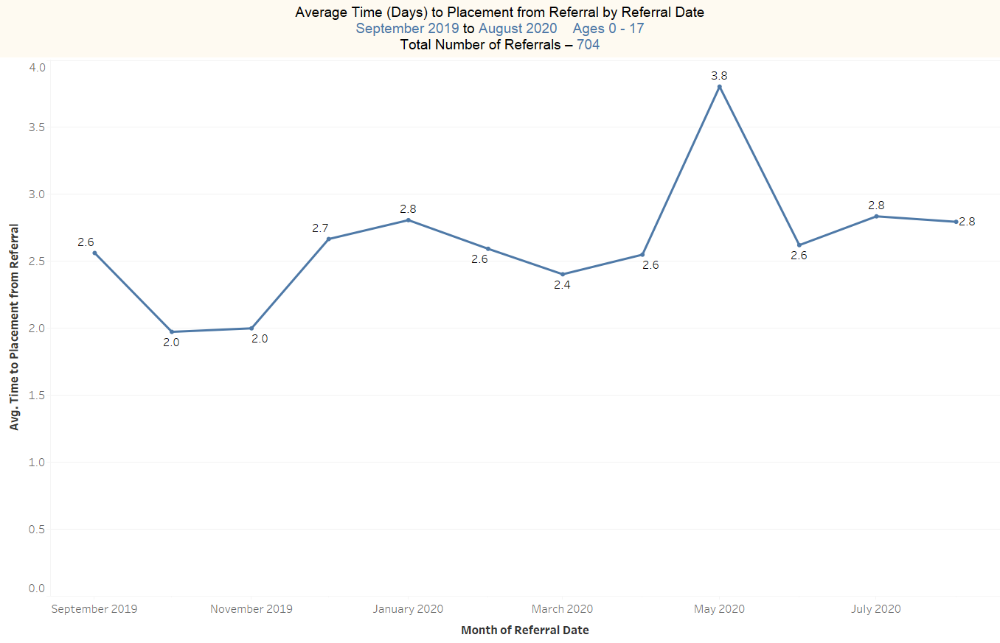 Average Time (Days) to Placement from Referral by Referral Date
September 2019 to August 2020 Ages 0 - 17
Total Number of Referrals – 704
4.0
3.5
3.0
2.5
2.0
1.5
1.0
0.5
0.0
Avg. Time to Placement from Referral
2.6
2.0
2.0
2.7
2.8
2.6
2.4
2.6
3.8
2.6
2.8
2.8
September 2019
November 2019
January 2020
March 2020
May 2020
July 2020
Month of Referral Date